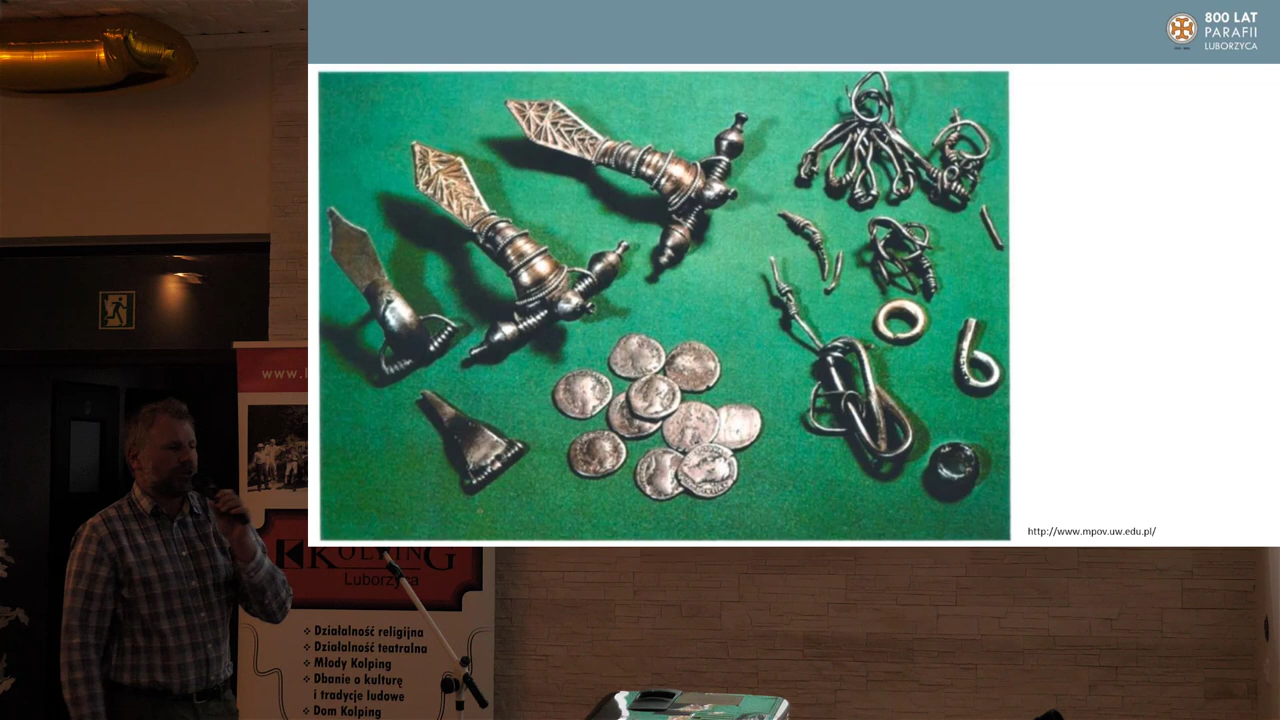 800 LAT
PARAFII
LUBORZYCA
http://www.mpov.uw.edu.pl/
www.
KOLPING
Luborzyca
❖ Działalność religijna
❖ Działalność teatralna
❖ Młody Kolping
❖ Dbanie o kulturę
i tradycje ludowe
❖ Dom Kolping